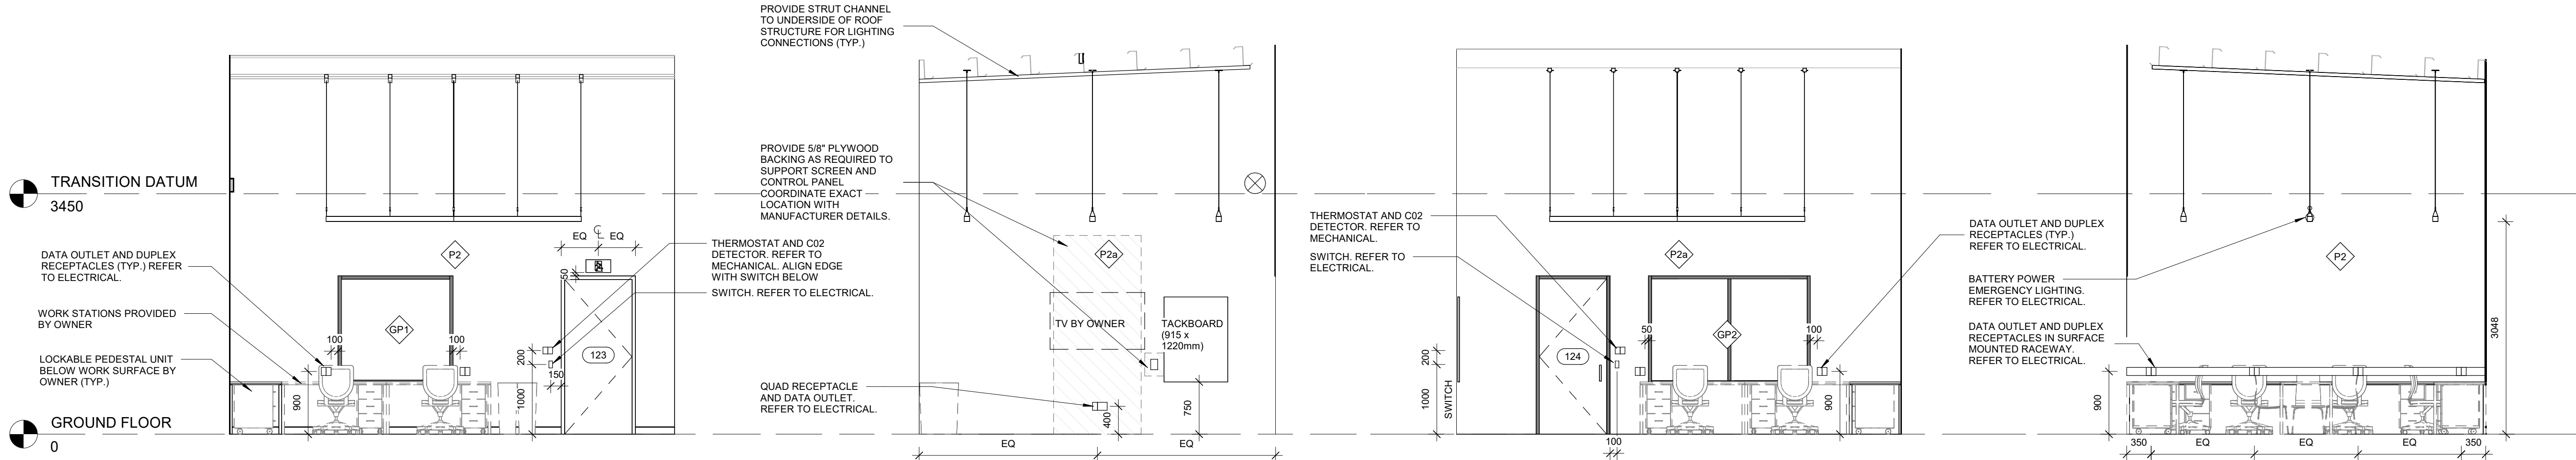 TRANSITION DATUM
3450
GROUND FLOOR
0
DATA OUTLET AND DUPLEX
RECEPTACLES (TYP.) REFER
TO ELECTRICAL.
WORK STATIONS PROVIDED
BY OWNER
LOCKABLE PEDESTAL UNIT
BELOW WORK SURFACE BY
OWNER (TYP.)
P2
GP1
100
100
900
EQ
EQ
50
200
150
1000
123
THERMOSTAT AND C02
DETECTOR. REFER TO
MECHANICAL. ALIGN EDGE
WITH SWITCH BELOW
SWITCH. REFER TO ELECTRICAL.
PROVIDE STRUT CHANNEL
TO UNDERSIDE OF ROOF
STRUCTURE FOR LIGHTING
CONNECTIONS (TYP.)
PROVIDE 5/8" PLYWOOD
BACKING AS REQUIRED TO
SUPPORT SCREEN AND
CONTROL PANEL
COORDINATE EXACT
LOCATION WITH
MANUFACTURER DETAILS.
QUAD RECEPTACLE
AND DATA OUTLET.
REFER TO ELECTRICAL.
P2a
TV BY OWNER
TACKBOARD
(915 x
1220mm)
400
750
EQ
EQ
THERMOSTAT AND C02
DETECTOR. REFER TO
MECHANICAL.
SWITCH. REFER TO
ELECTRICAL.
P2a
GP2
124
50
100
200
1000
SWITCH
900
100
DATA OUTLET AND DUPLEX
RECEPTACLES (TYP.)
REFER TO ELECTRICAL.
BATTERY POWER
EMERGENCY LIGHTING.
REFER TO ELECTRICAL.
DATA OUTLET AND DUPLEX
RECEPTACLES IN SURFACE
MOUNTED RACEWAY.
REFER TO ELECTRICAL.
P2
3048
900
350
EQ
EQ
EQ
350